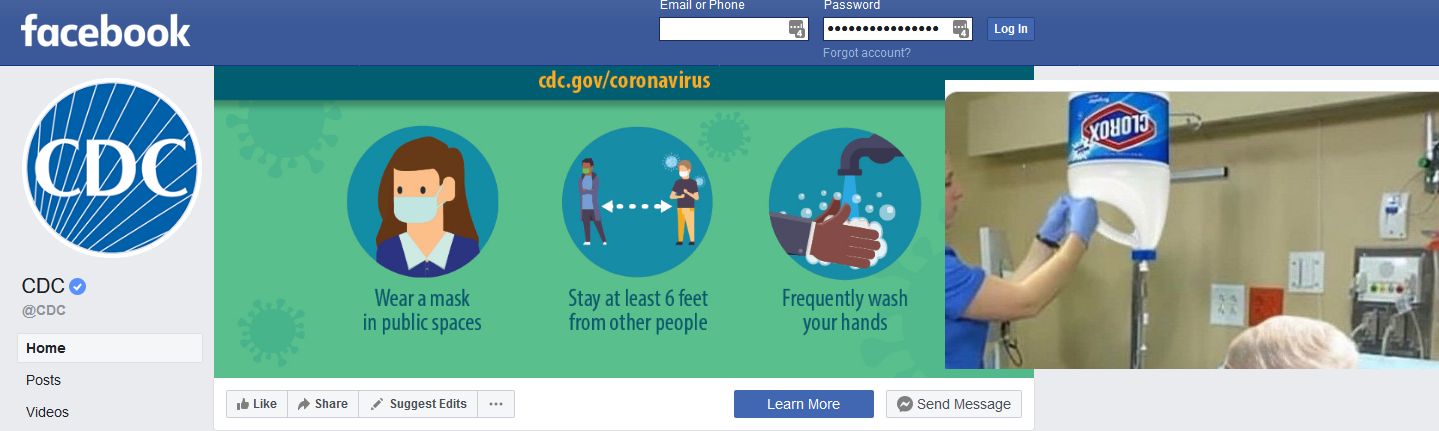 Email or Phone
Password
facebook
4
••••••••••••••••
4
Log In
Forgot account?
cdc.gov/coronavirus
CDC
CLOROX
Wear a mask
in public spaces
Stay at least 6 feet
from other people
Frequently wash
your hands
CDC
@CDC
Home
Posts
Videos
Like
Share
Suggest Edits
Learn More
Send Message